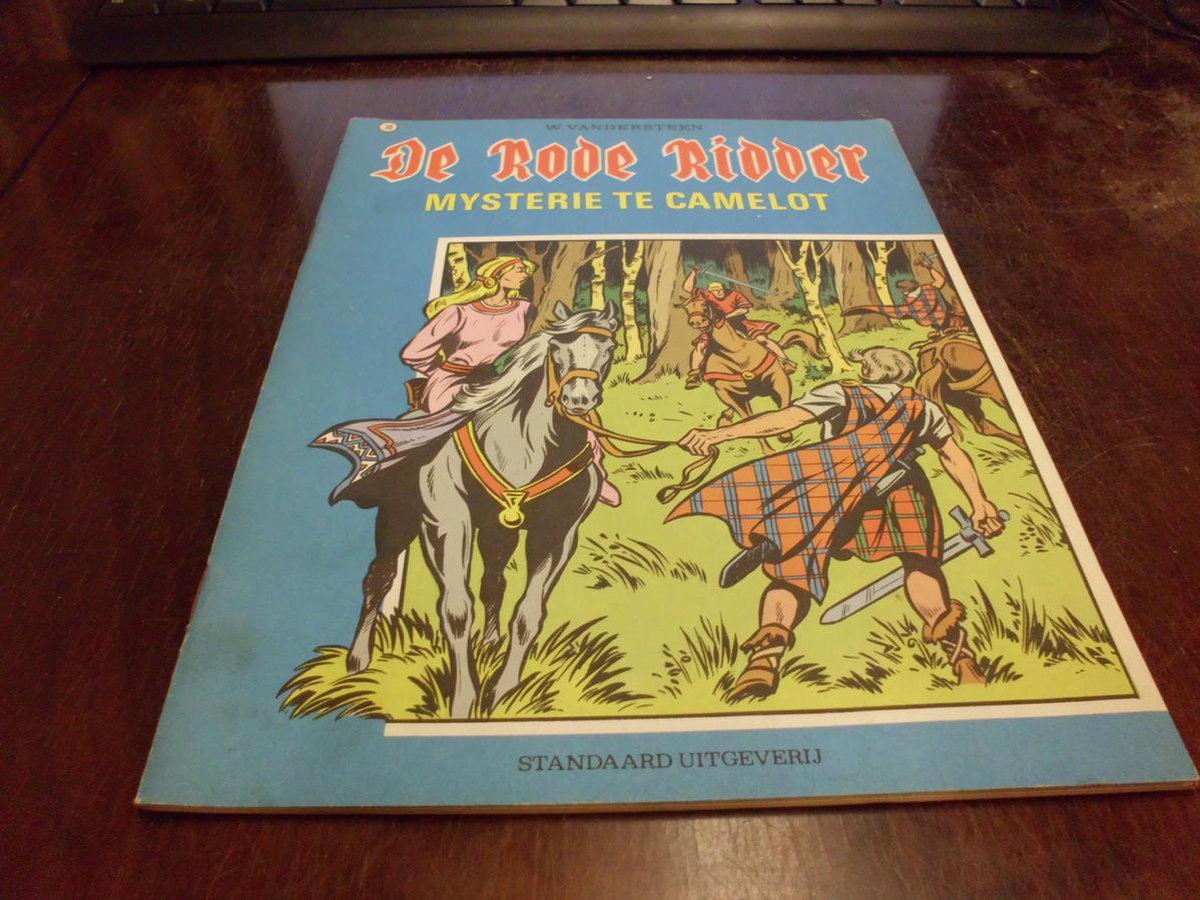 W. VANDERSTEEN
De Rode Ridder
MYSTERIE TE CAMELOT
STANDAARD UITGEVERIJ